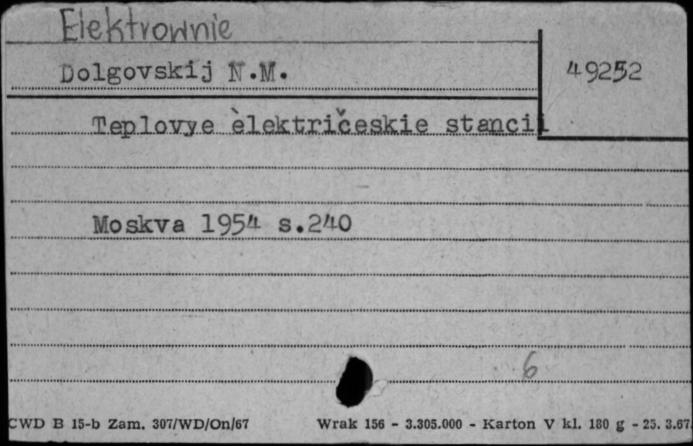 Elektrownie
Dolgovskij N.M.
49252
Teplovye èlektričeskie stancii
Moskva 1954 s.240
6
CWD B 15-b Zam. 307/WD/On/67 Wrak 156 - 3.305.000 - Karton V kl. 180 g - 25. 3.67